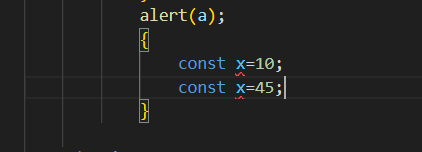 alert(a);
{
const x=10;
const x=45;
}